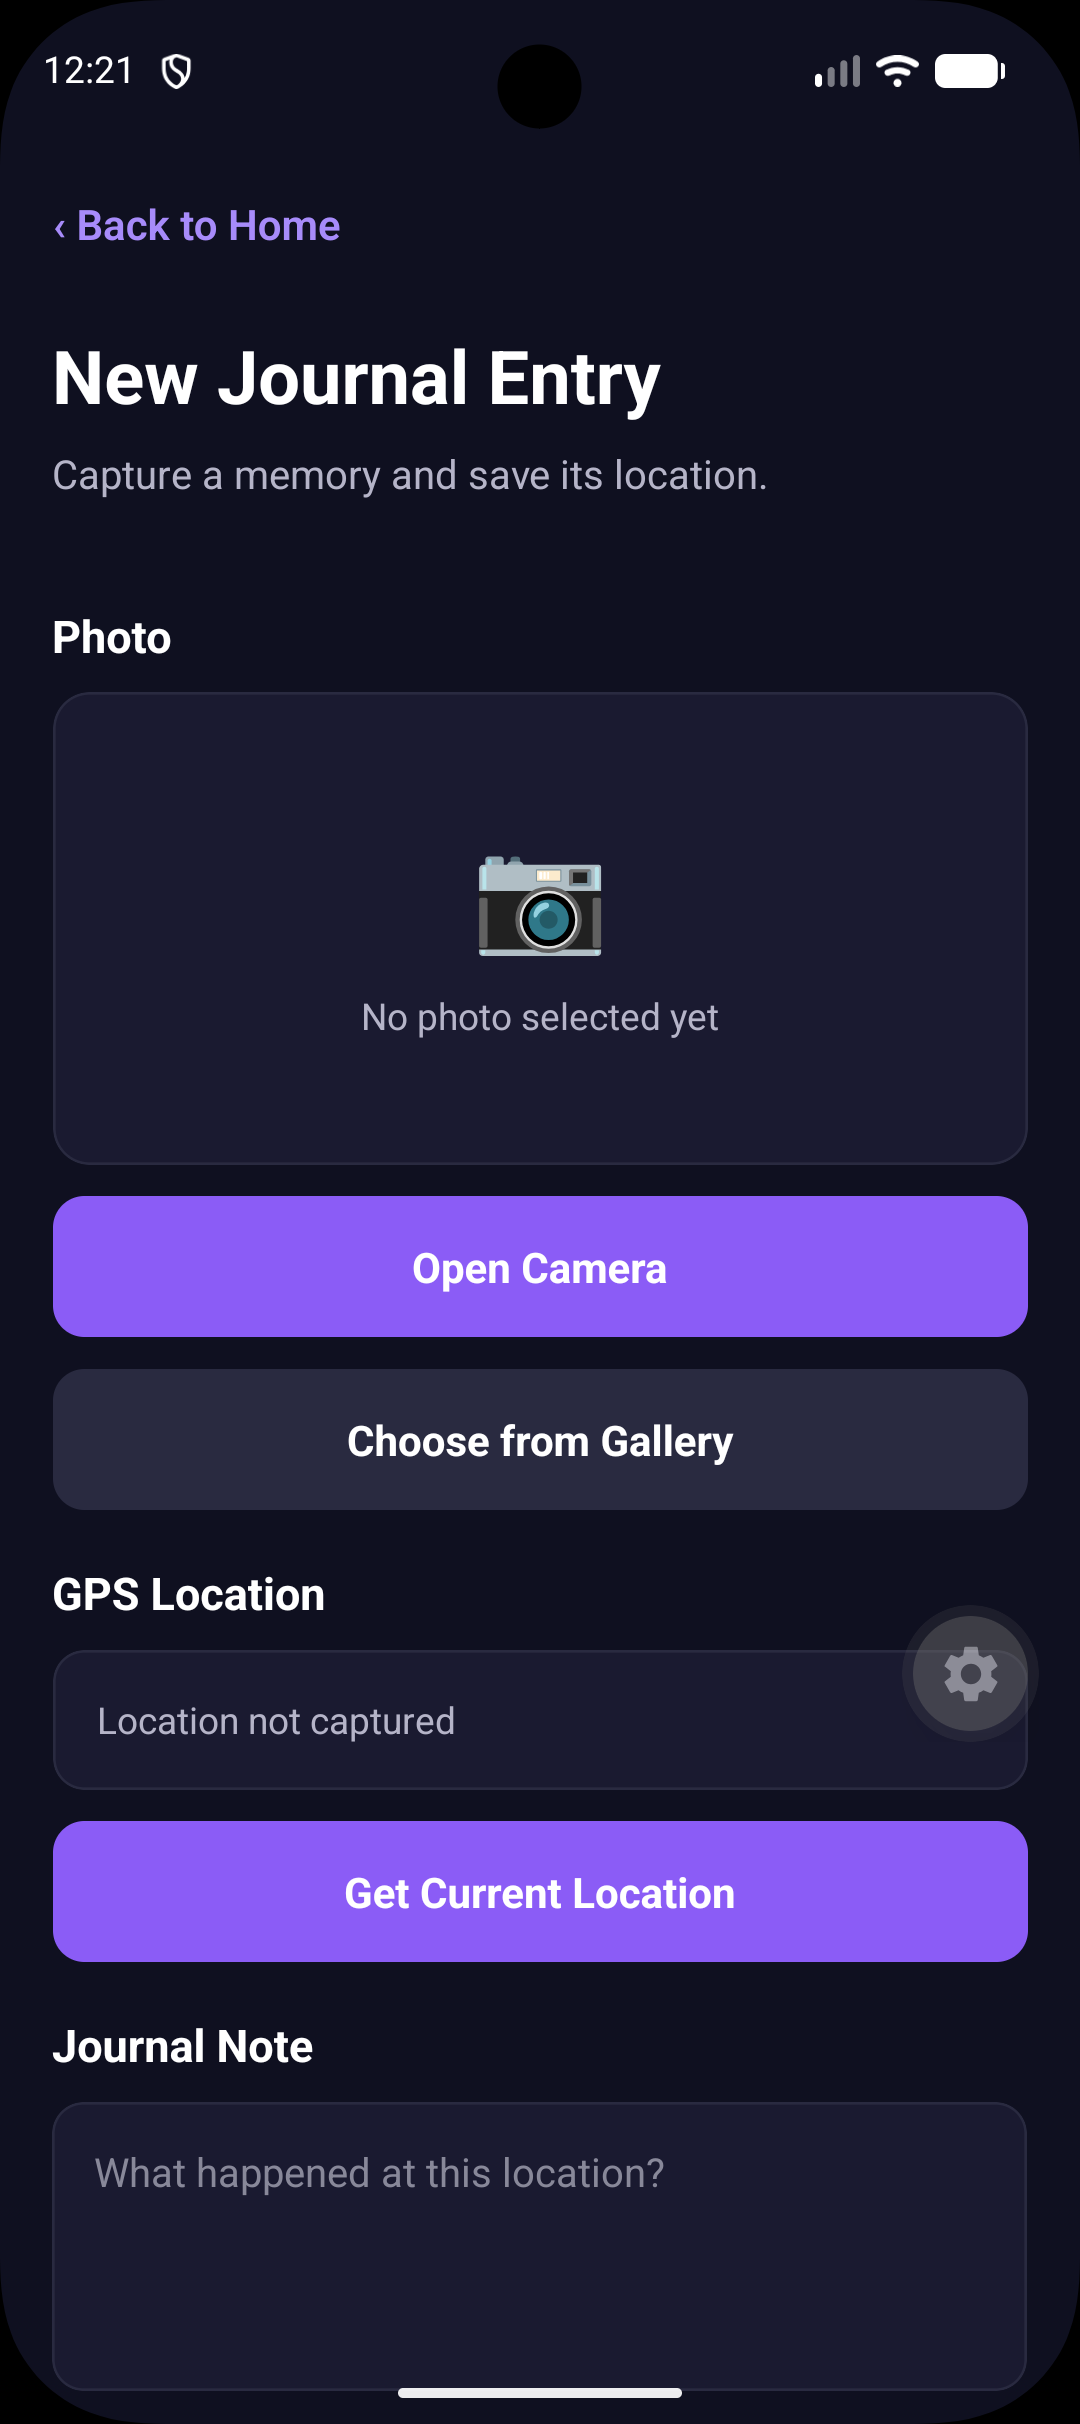 12:21
‹ Back to Home
New Journal Entry
Capture a memory and save its location.
Photo
No photo selected yet
Open Camera
Choose from Gallery
GPS Location
Location not captured
Get Current Location
Journal Note
What happened at this location?